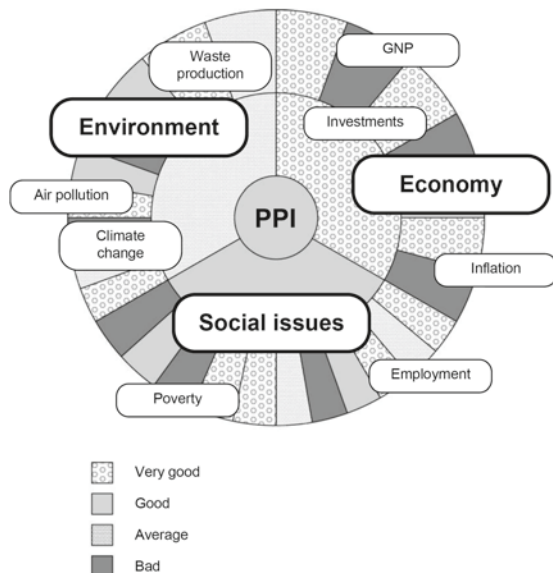 GNP
Waste
production
Investments
Environment
Economy
Air pollution
PPI
Climate
change
Inflation
Social issues
Employment
Poverty
Very good
Good
Average
Bad